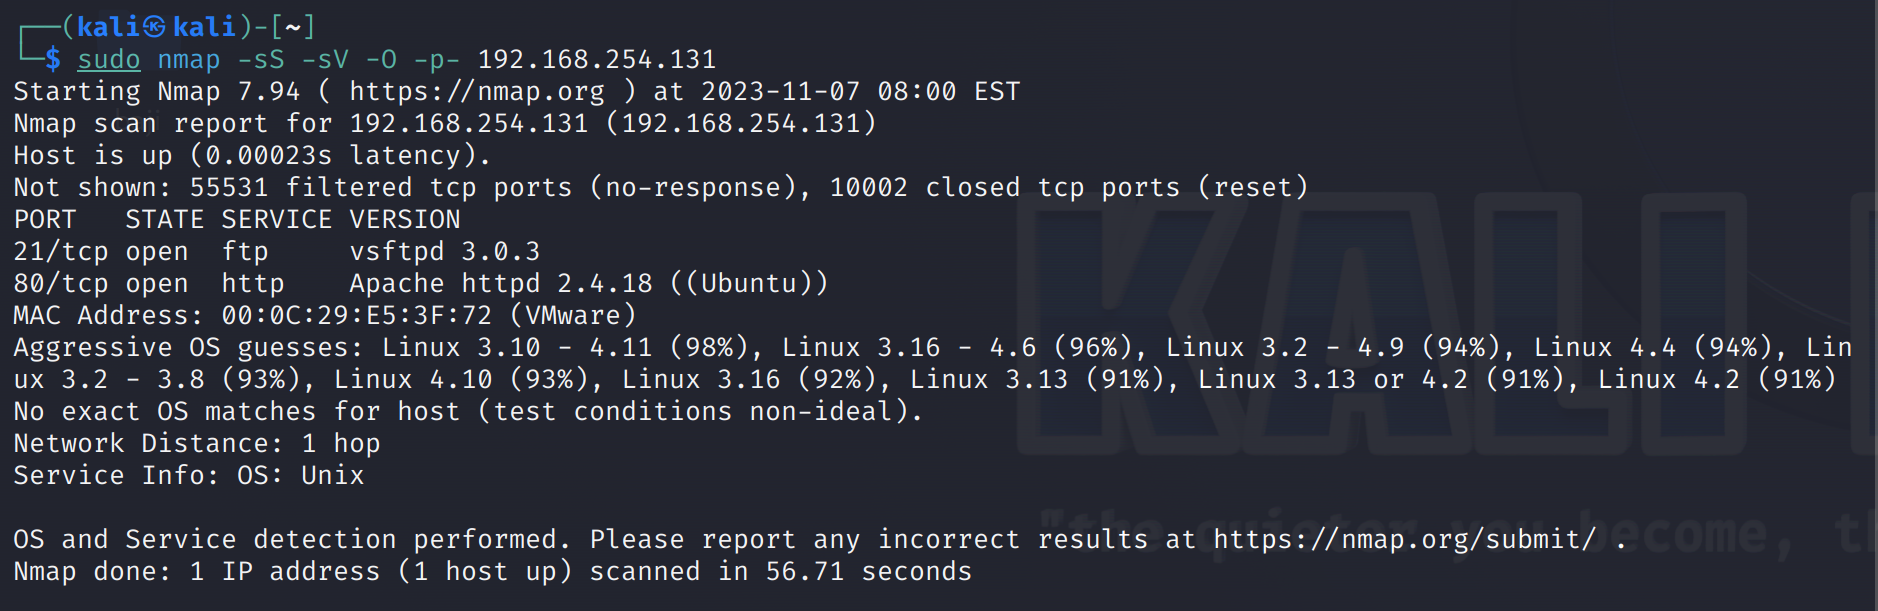 ┌──(kali㉿kali)-[~]
└─$ sudo nmap -sS -sV -O -p- 192.168.254.131
Starting Nmap 7.94 ( https://nmap.org ) at 2023-11-07 08:00 EST
Nmap scan report for 192.168.254.131 (192.168.254.131)
Host is up (0.00023s latency).
Not shown: 55531 filtered tcp ports (no-response), 10002 closed tcp ports (reset)
PORT   STATE SERVICE VERSION
21/tcp open  ftp     vsftpd 3.0.3
80/tcp open  http    Apache httpd 2.4.18 ((Ubuntu))
MAC Address: 00:0C:29:E5:3F:72 (VMware)
Aggressive OS guesses: Linux 3.10 - 4.11 (98%), Linux 3.16 - 4.6 (96%), Linux 3.2 - 4.9 (94%), Linux 4.4 (94%), Lin
ux 3.2 - 3.8 (93%), Linux 4.10 (93%), Linux 3.16 (92%), Linux 3.13 (91%), Linux 3.13 or 4.2 (91%), Linux 4.2 (91%)
No exact OS matches for host (test conditions non-ideal).
Network Distance: 1 hop
Service Info: OS: Unix
OS and Service detection performed. Please report any incorrect results at https://nmap.org/submit/ .
Nmap done: 1 IP address (1 host up) scanned in 56.71 seconds
KALI
"the quieter you become,